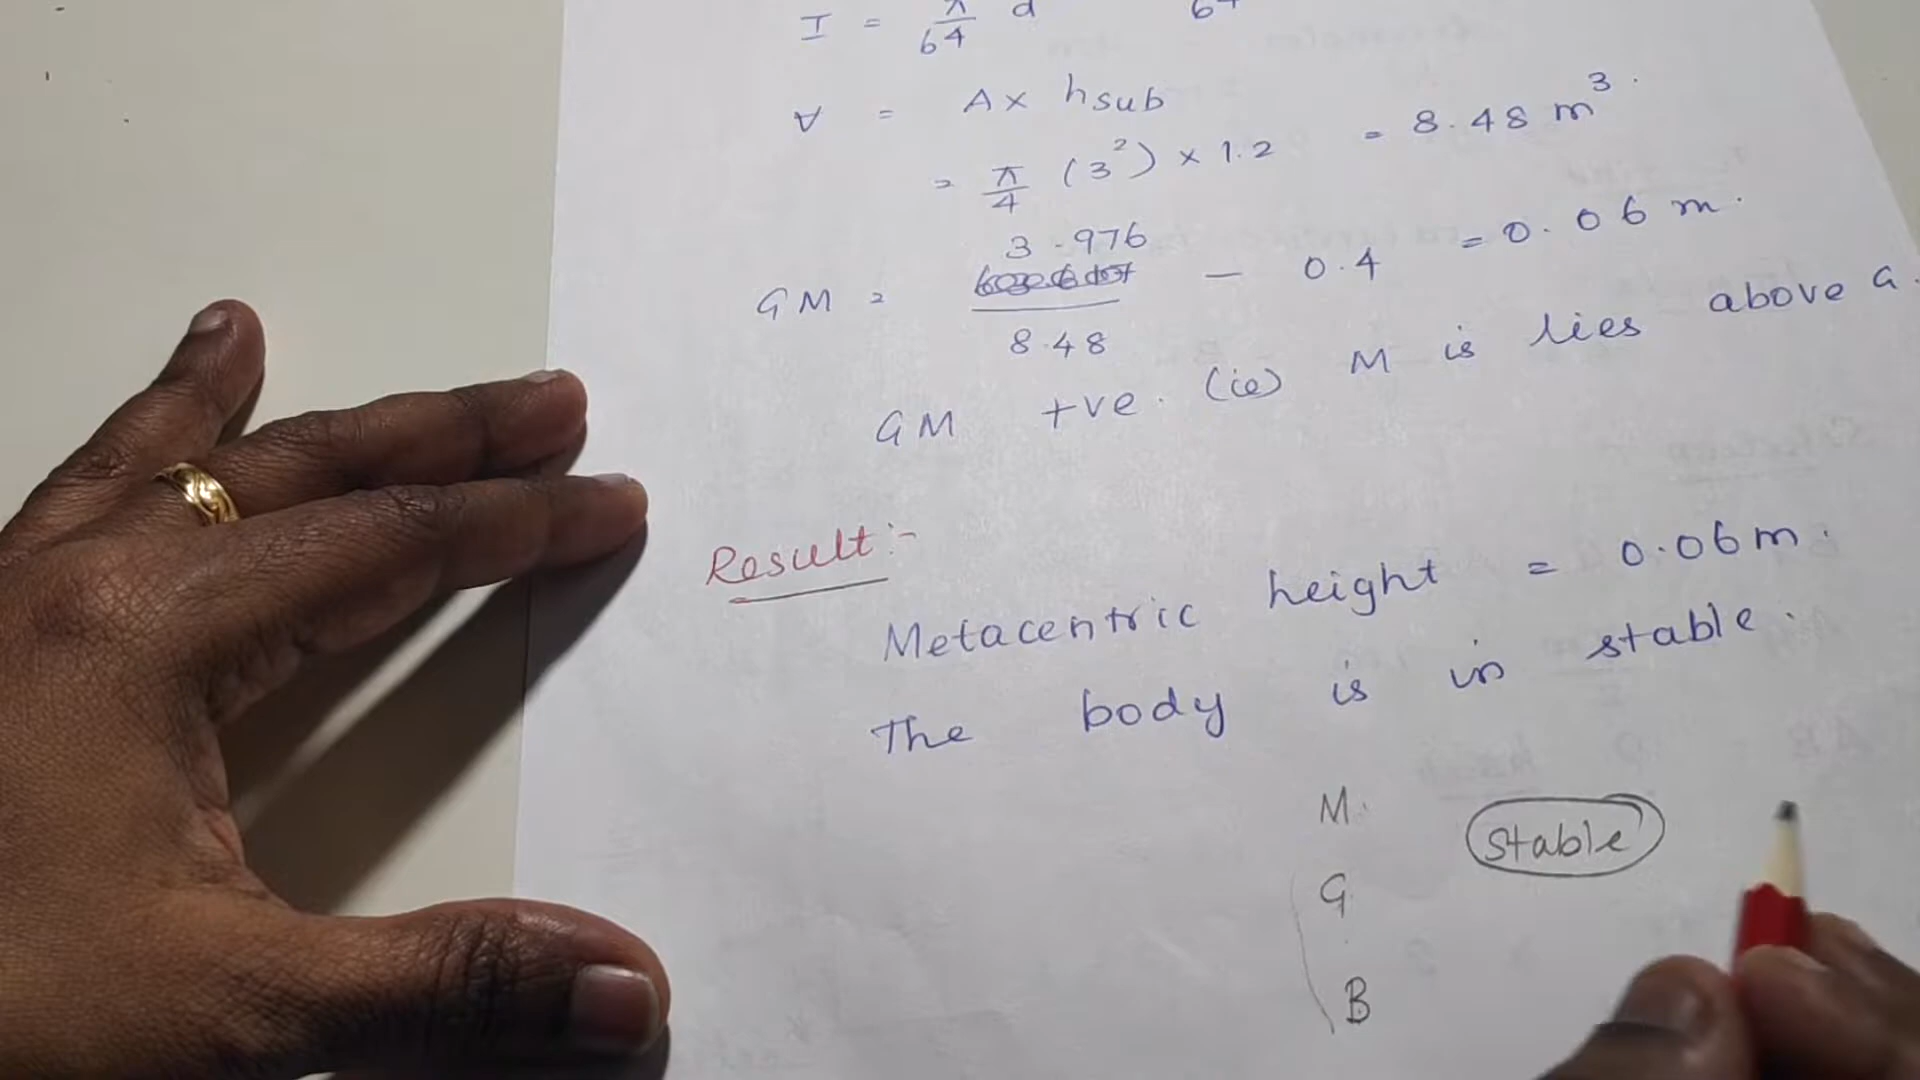 I = π/64 d 64
∀ = A x hsub
= π/4 (3²) x 1.2 = 8.48 m³.
GM = 3.976/8.48 - 0.4 = 0.06 m.
GM +ve. (ie) M is lies above G.
Result:-
Metacentric height = 0.06m.
The body is in stable.
M.
stable
G
B